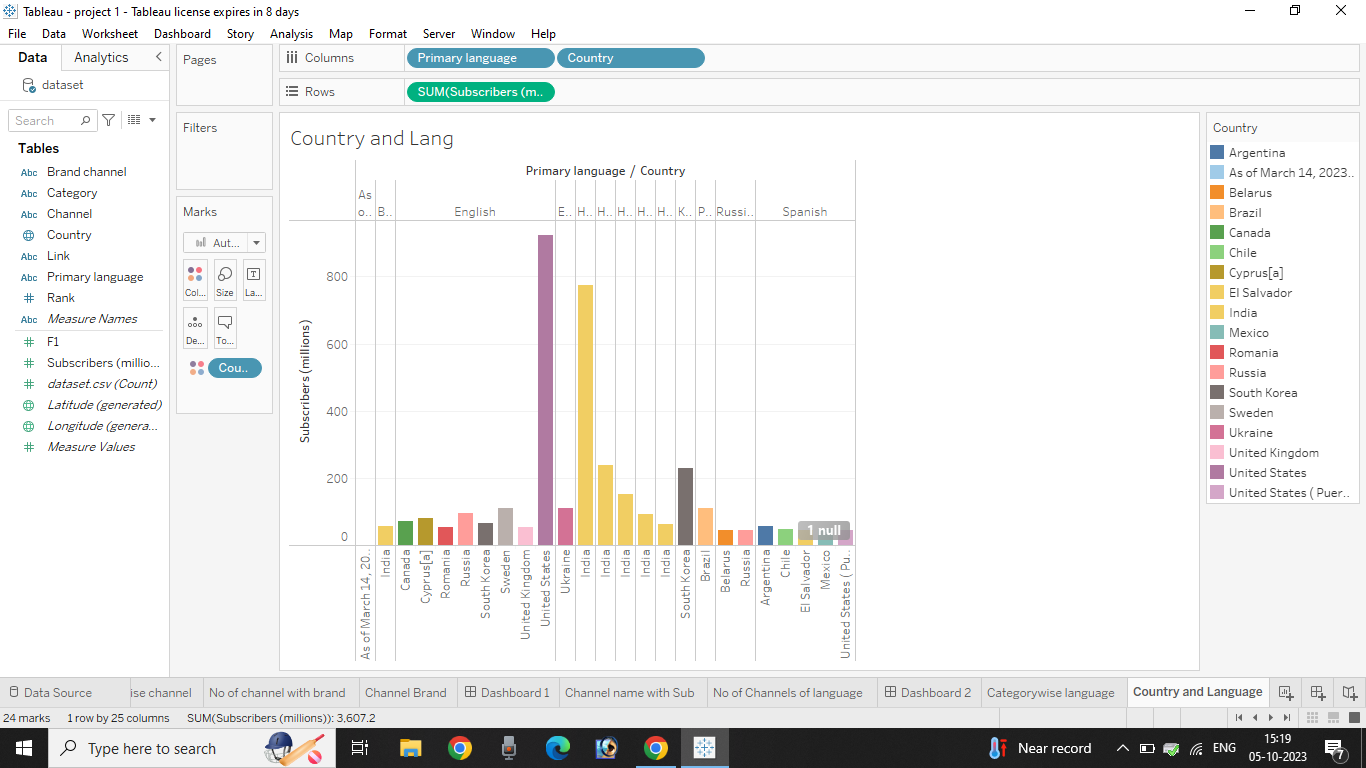 Tableau - project 1 - Tableau license expires in 8 days
File Data Worksheet Dashboard Story Analysis Map Format Server Window Help
Data Analytics
dataset
Search
Tables
Abc Brand channel
Abc Category
Abc Channel
Country
Abc Link
Abc Primary language
# Rank
Abc Measure Names
# F1
# Subscribers (millio...
# dataset.csv (Count)
Latitude (generated)
Longitude (genera...
# Measure Values
Pages
Filters
Marks
Aut...
Col... Size La...
De... To...
Cou..
Columns Primary language Country
Rows SUM(Subscribers (m..
Country and Lang
Primary language / Country
As
o.. B.. English E.. H.. H.. H.. H.. H.. K.. P.. Russi.. Spanish
Subscribers (millions)
800
600
400
200
0
1 null
As of March 14, 20..
India
Canada
Cyprus[a]
Romania
Russia
South Korea
Sweden
United Kingdom
United States
Ukraine
India
India
India
India
India
South Korea
Brazil
Belarus
Russia
Argentina
Chile
El Salvador
Mexico
United States ( Pu..
Country
Argentina
As of March 14, 2023..
Belarus
Brazil
Canada
Chile
Cyprus[a]
El Salvador
India
Mexico
Romania
Russia
South Korea
Sweden
Ukraine
United Kingdom
United States
United States ( Puer..
Data Source ise channel No of channel with brand Channel Brand Dashboard 1 Channel name with Sub No of Channels of language Dashboard 2 Categorywise language Country and Language
24 marks 1 row by 25 columns SUM(Subscribers (millions)): 3,607.2
Type here to search
Near record
ENG
15:19
05-10-2023
7